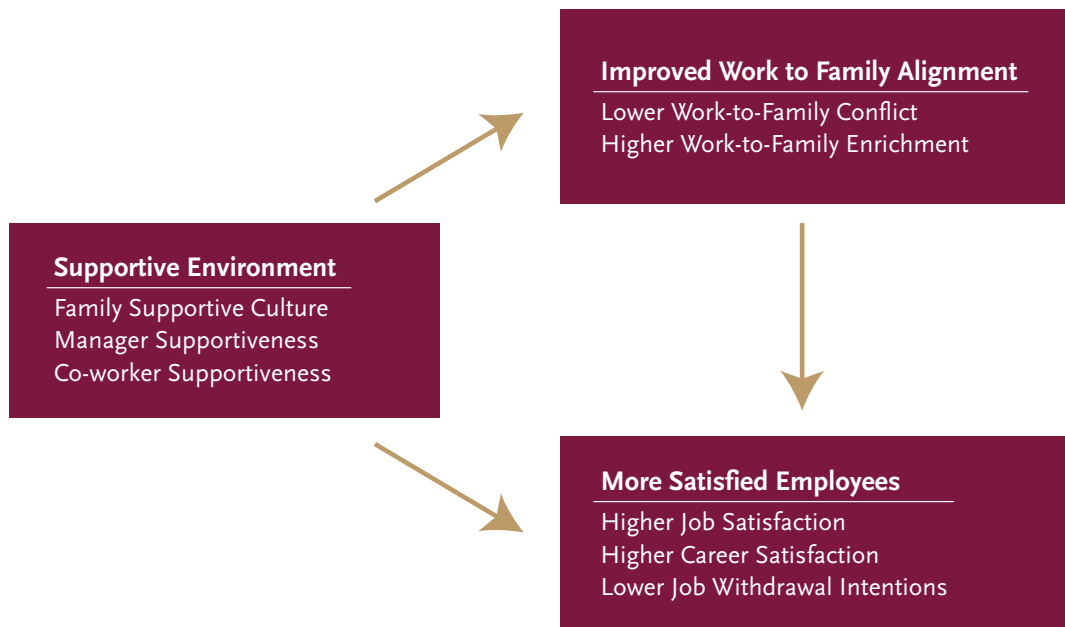 Improved Work to Family Alignment
Lower Work-to-Family Conflict
Higher Work-to-Family Enrichment
Supportive Environment
Family Supportive Culture
Manager Supportiveness
Co-worker Supportiveness
More Satisfied Employees
Higher Job Satisfaction
Higher Career Satisfaction
Lower Job Withdrawal Intentions